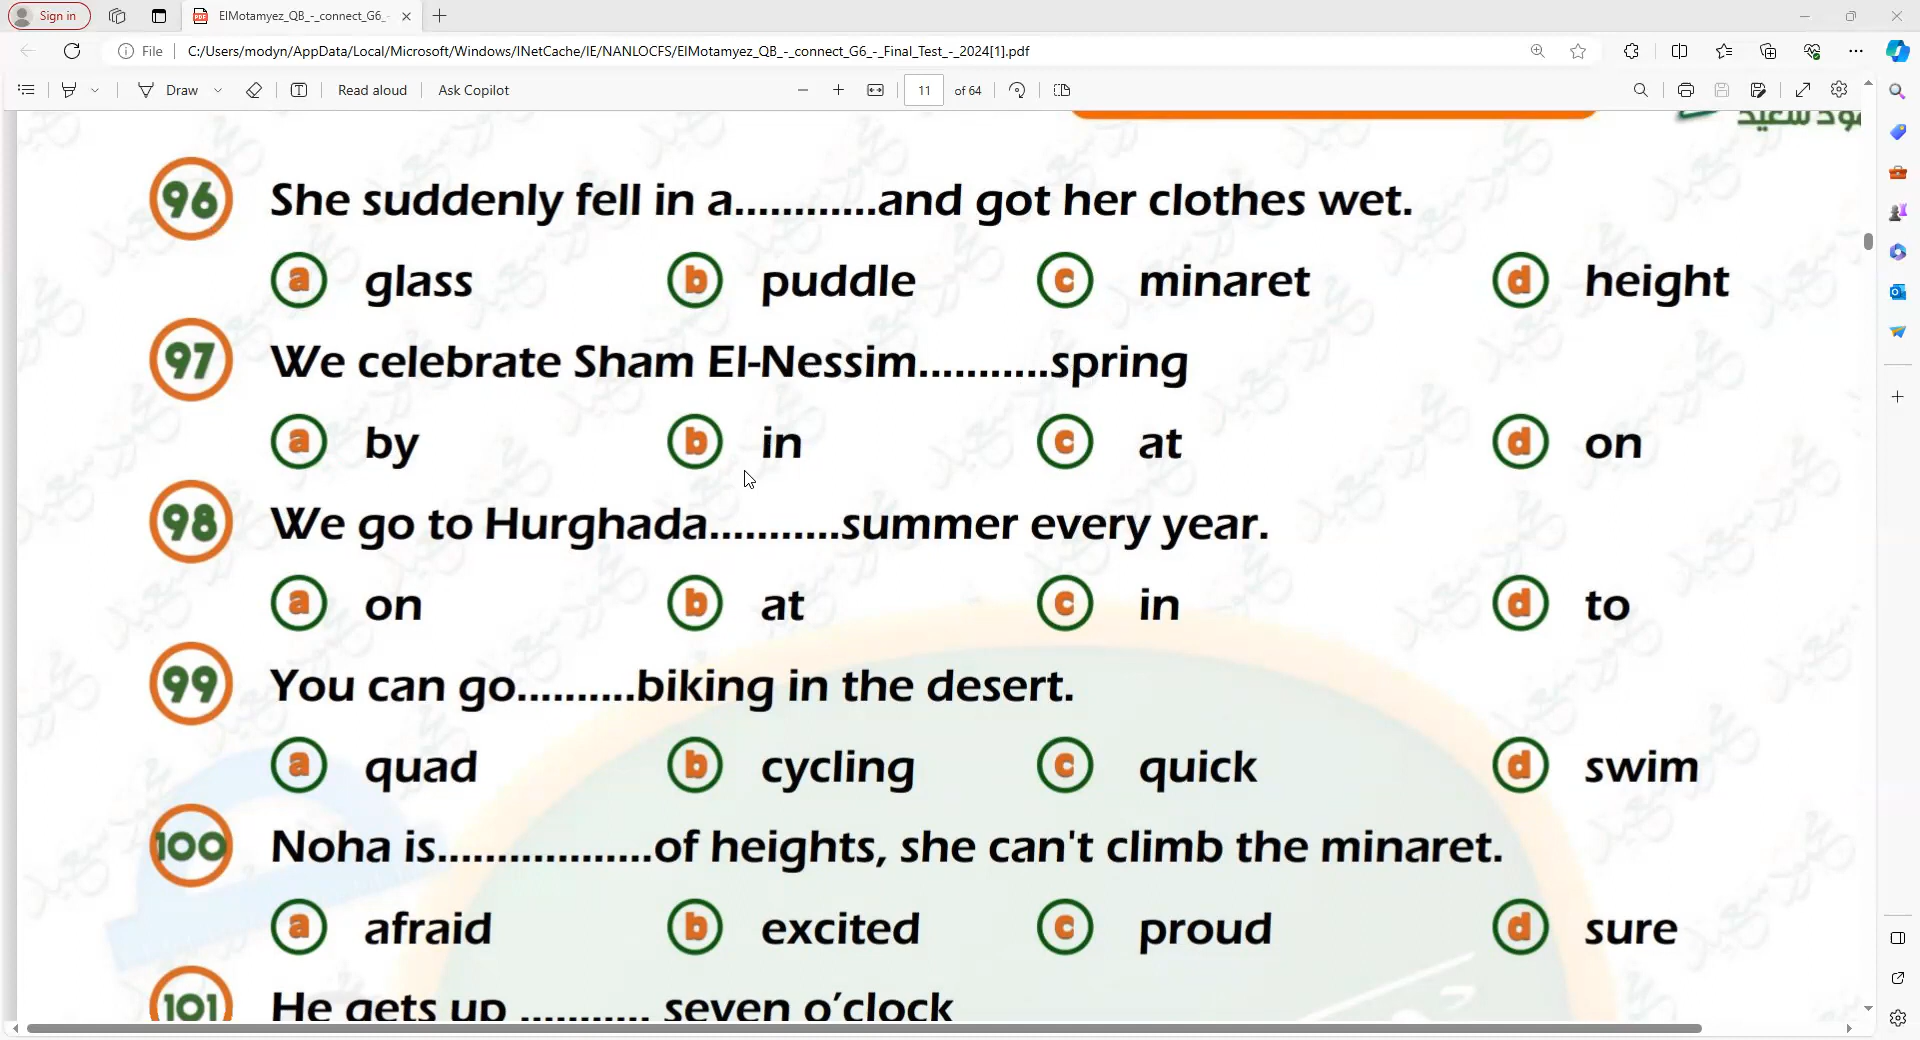 Sign in
ElMotamyez_QB_-_connect_G6_-
File
C:/Users/modyn/AppData/Local/Microsoft/Windows/INetCache/IE/NANLOCFS/ElMotamyez_QB_-_connect_G6_-_Final_Test_-_2024[1].pdf
Draw
Read aloud
Ask Copilot
11 of 64
96 She suddenly fell in a............and got her clothes wet.
a glass b puddle c minaret d height
97 We celebrate Sham El-Nessim...........spring
a by b in c at d on
98 We go to Hurghada...........summer every year.
a on b at c in d to
99 You can go..........biking in the desert.
a quad b cycling c quick d swim
100 Noha is..................of heights, she can't climb the minaret.
a afraid b excited c proud d sure
101 He gets up ........... seven o’clock